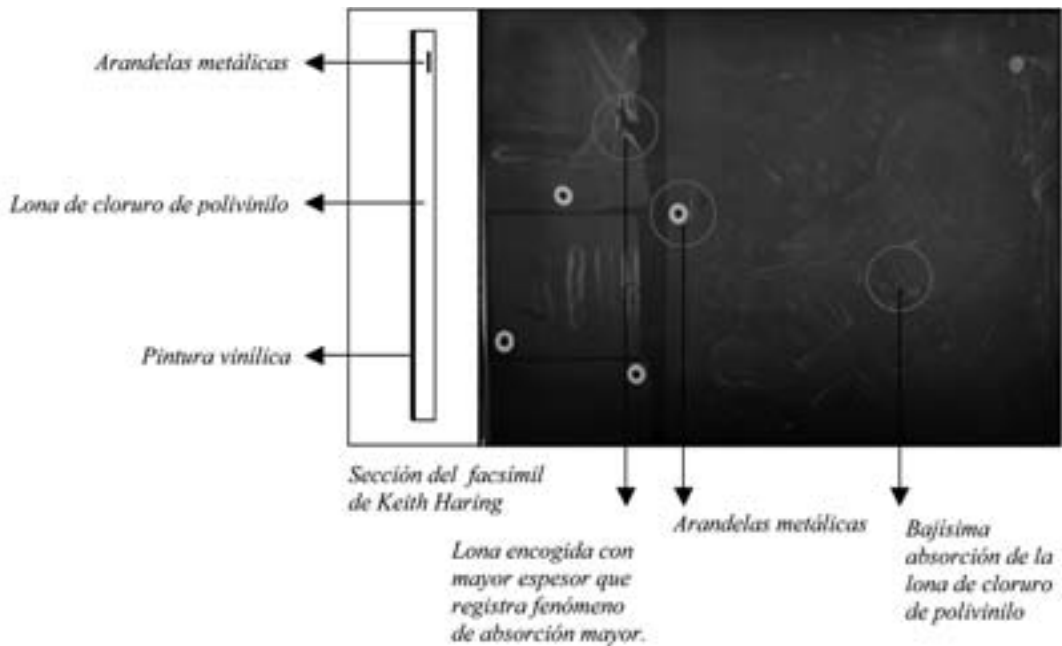 Arandelas metálicas
Lona de cloruro de polivinilo
Pintura vinílica
Sección del facsímil
de Keith Haring
Lona encogida con
mayor espesor que
registra fenómeno
de absorción mayor.
Arandelas metálicas
Bajísima
absorción de la
lona de cloruro
de polivinilo